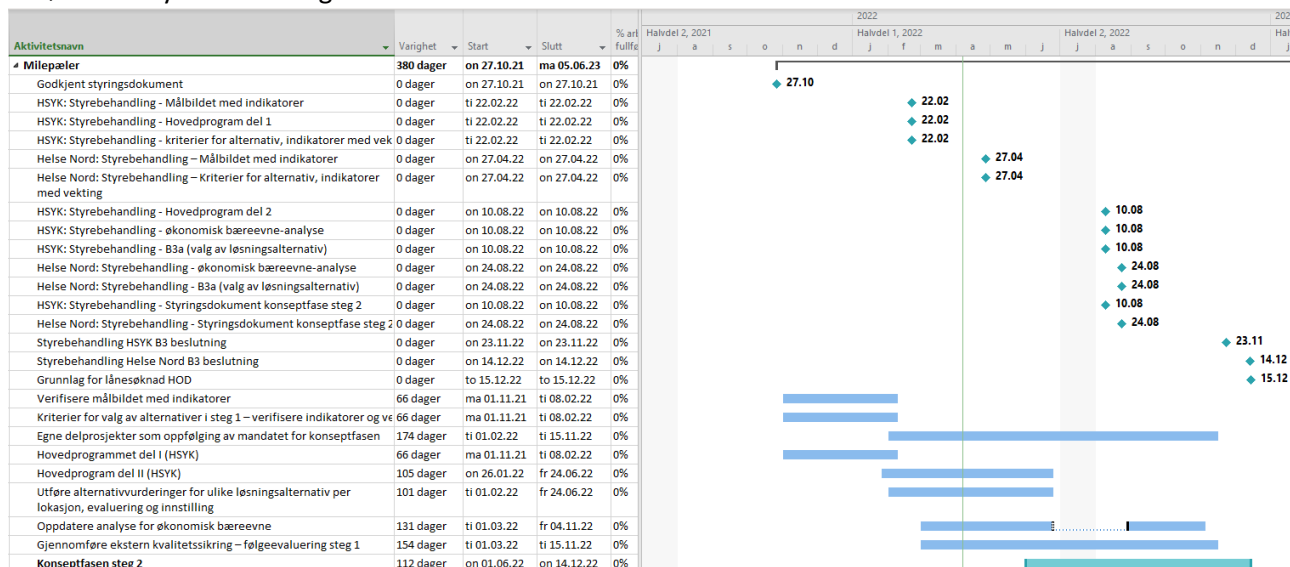 2022
% arl Halvdel 2, 2021 Halvdel 1, 2022 Halvdel 2, 2022
Aktivitetsnavn Varighet Start Slutt fullfø j a s o n d j f m a m j j a s o n d
Milepæler 380 dager on 27.10.21 ma 05.06.23 0%
Godkjent styringsdokument 0 dager on 27.10.21 on 27.10.21 0% 27.10
HSYK: Styrebehandling - Målbildet med indikatorer 0 dager ti 22.02.22 ti 22.02.22 0% 22.02
HSYK: Styrebehandling - Hovedprogram del 1 0 dager ti 22.02.22 ti 22.02.22 0% 22.02
HSYK: Styrebehandling - kriterier for alternativ, indikatorer med vek 0 dager ti 22.02.22 ti 22.02.22 0% 22.02
Helse Nord: Styrebehandling – Målbildet med indikatorer 0 dager on 27.04.22 on 27.04.22 0% 27.04
Helse Nord: Styrebehandling – Kriterier for alternativ, indikatorer 0 dager on 27.04.22 on 27.04.22 0% 27.04
med vekting
HSYK: Styrebehandling - Hovedprogram del 2 0 dager on 10.08.22 on 10.08.22 0% 10.08
HSYK: Styrebehandling - økonomisk bæreevne-analyse 0 dager on 10.08.22 on 10.08.22 0% 10.08
HSYK: Styrebehandling - B3a (valg av løsningsalternativ) 0 dager on 10.08.22 on 10.08.22 0% 10.08
Helse Nord: Styrebehandling - økonomisk bæreevne-analyse 0 dager on 24.08.22 on 24.08.22 0% 24.08
Helse Nord: Styrebehandling - B3a (valg av løsningsalternativ) 0 dager on 24.08.22 on 24.08.22 0% 24.08
HSYK: Styrebehandling - Styringsdokument konseptfase steg 2 0 dager on 10.08.22 on 10.08.22 0% 10.08
Helse Nord: Styrebehandling - Styringsdokument konseptfase steg 2 0 dager on 24.08.22 on 24.08.22 0% 24.08
Styrebehandling HSYK B3 beslutning 0 dager on 23.11.22 on 23.11.22 0% 23.11
Styrebehandling Helse Nord B3 beslutning 0 dager on 14.12.22 on 14.12.22 0% 14.12
Grunnlag for lånesøknad HOD 0 dager to 15.12.22 to 15.12.22 0% 15.12
Verifisere målbildet med indikatorer 66 dager ma 01.11.21 ti 08.02.22 0%
Kriterier for valg av alternativer i steg 1 – verifisere indikatorer og ve 66 dager ma 01.11.21 ti 08.02.22 0%
Egne delprosjekter som oppfølging av mandatet for konseptfasen 174 dager ti 01.02.22 ti 15.11.22 0%
Hovedprogrammet del I (HSYK) 66 dager ma 01.11.21 ti 08.02.22 0%
Hovedprogram del II (HSYK) 105 dager on 26.01.22 fr 24.06.22 0%
Utføre alternativvurderinger for ulike løsningsalternativ per 101 dager ti 01.02.22 fr 24.06.22 0%
lokasjon, evaluering og innstilling
Oppdatere analyse for økonomisk bæreevne 131 dager ti 01.03.22 fr 04.11.22 0%
Gjennomføre ekstern kvalitetssikring – følgeevaluering steg 1 154 dager ti 01.03.22 ti 15.11.22 0%
Konseptfasen steg 2 112 dager on 01.06.22 on 14.12.22 0%